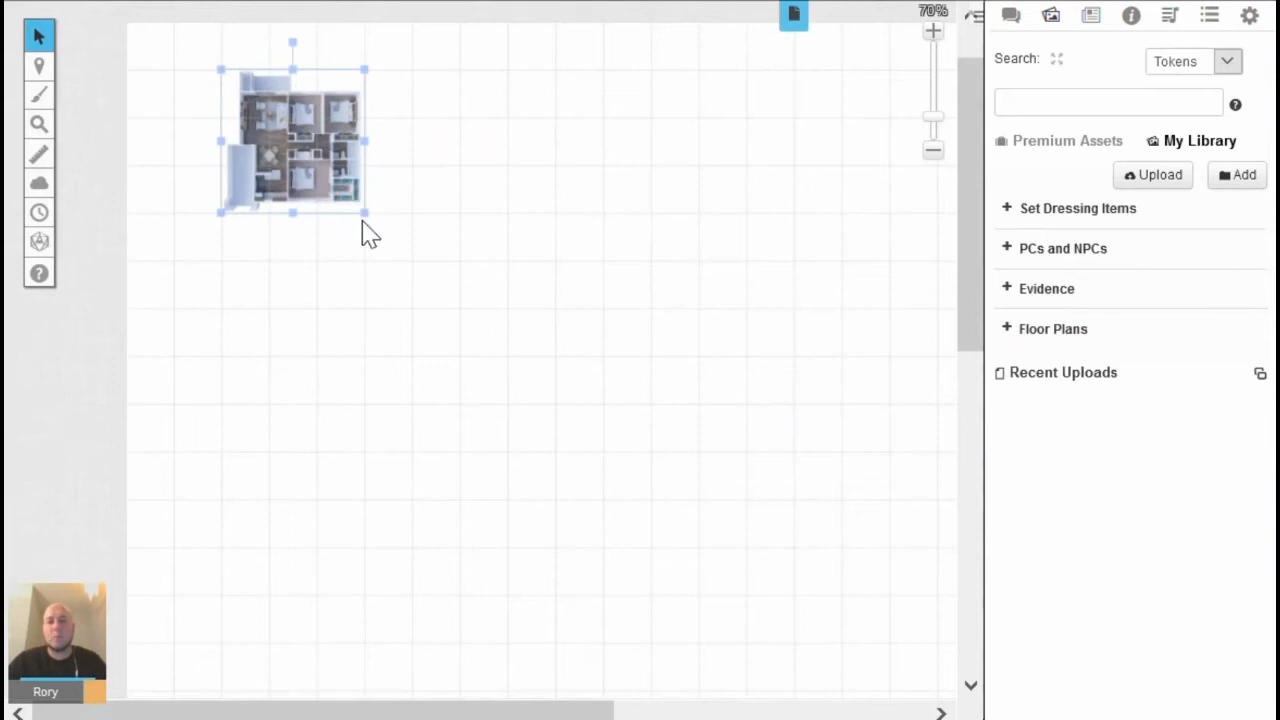 70%
Search:
Tokens
Premium Assets
My Library
Upload
Add
Set Dressing Items
PCs and NPCs
Evidence
Floor Plans
Recent Uploads
Rory